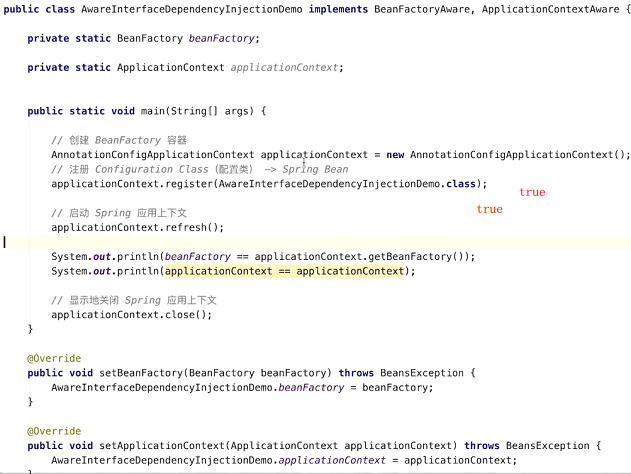 public class AwareInterfaceDependencyInjectionDemo implements BeanFactoryAware, ApplicationContextAware {
private static BeanFactory beanFactory;
private static ApplicationContext applicationContext;
public static void main(String[] args) {
// 创建 BeanFactory 容器
AnnotationConfigApplicationContext applicationContext = new AnnotationConfigApplicationContext();
// 注册 Configuration Class（配置类） -> Spring Bean
applicationContext.register(AwareInterfaceDependencyInjectionDemo.class);
true
true
// 启动 Spring 应用上下文
applicationContext.refresh();
System.out.println(beanFactory == applicationContext.getBeanFactory());
System.out.println(applicationContext == applicationContext);
// 显示地关闭 Spring 应用上下文
applicationContext.close();
}
@Override
public void setBeanFactory(BeanFactory beanFactory) throws BeansException {
AwareInterfaceDependencyInjectionDemo.beanFactory = beanFactory;
}
@Override
public void setApplicationContext(ApplicationContext applicationContext) throws BeansException {
AwareInterfaceDependencyInjectionDemo.applicationContext = applicationContext;
}